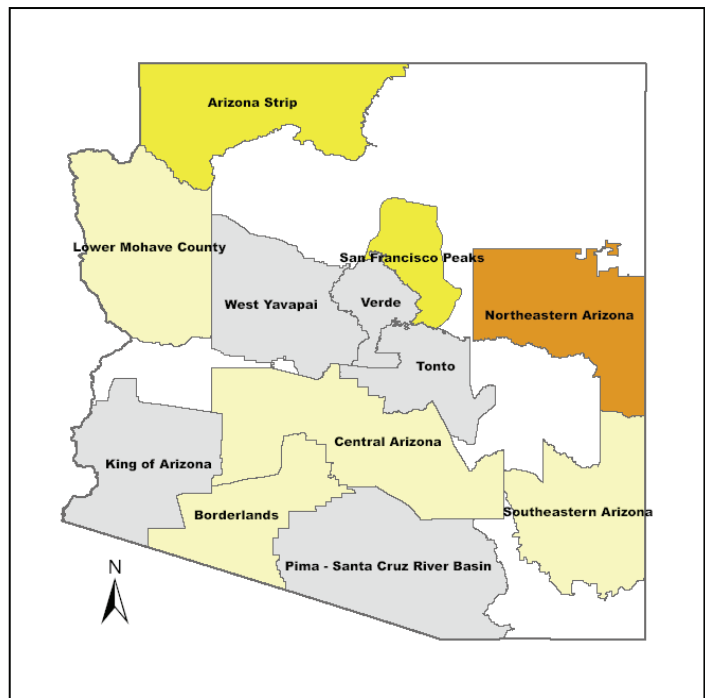 Arizona Strip
Lower Mohave County
San Francisco Peaks
West Yavapai
Verde
Northeastern Arizona
Tonto
Central Arizona
King of Arizona
Borderlands
Southeastern Arizona
Pima - Santa Cruz River Basin
N